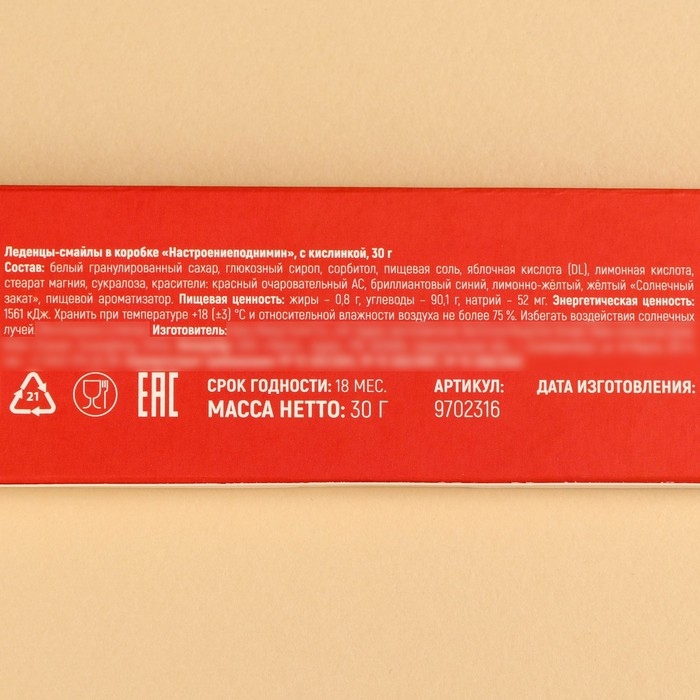 Леденцы-смайлы в коробке «Настроениеподнимин», с кислинкой, 30 г
Состав: белый гранулированный сахар, глюкозный сироп, сорбитол, пищевая соль, яблочная кислота (DL), лимонная кислота,
стеарат магния, сукралоза, красители: красный очаровательный АС, бриллиантовый синий, лимонно-жёлтый, жёлтый «Солнечный
закат», пищевой ароматизатор. Пищевая ценность: жиры – 0,8 г, углеводы – 90,1 г, натрий – 52 мг. Энергетическая ценность:
1561 кДж. Хранить при температуре +18 (±3) °С и относительной влажности воздуха не более 75 %. Избегать воздействия солнечных
лучей Изготовитель:
21 EAC СРОК ГОДНОСТИ: 18 МЕС. АРТИКУЛ: ДАТА ИЗГОТОВЛЕНИЯ:
МАССА НЕТТО: 30 Г 9702316